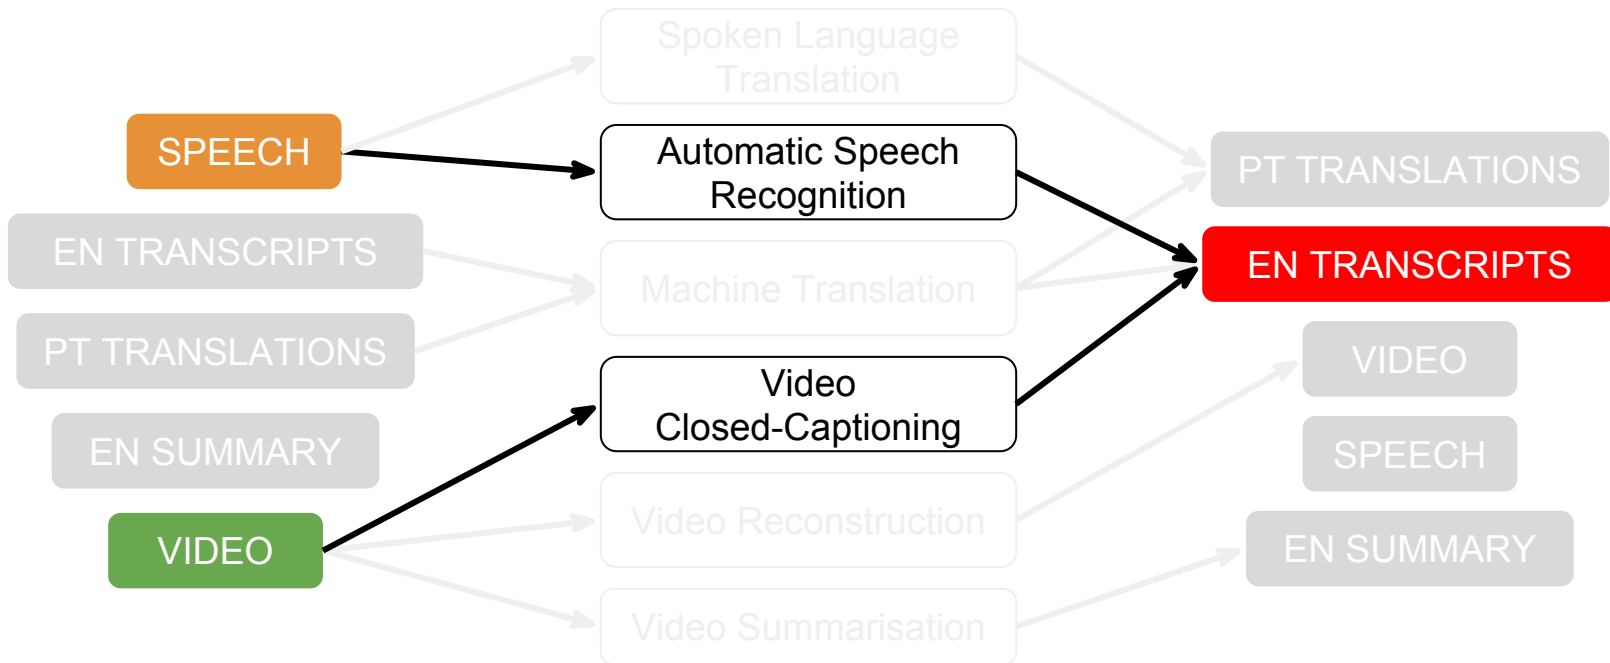 Spoken Language
Translation
SPEECH
Automatic Speech
Recognition
PT TRANSLATIONS
EN TRANSCRIPTS
EN TRANSCRIPTS
Machine Translation
PT TRANSLATIONS
VIDEO
Video
Closed-Captioning
EN SUMMARY
SPEECH
VIDEO
Video Reconstruction
EN SUMMARY
Video Summarisation